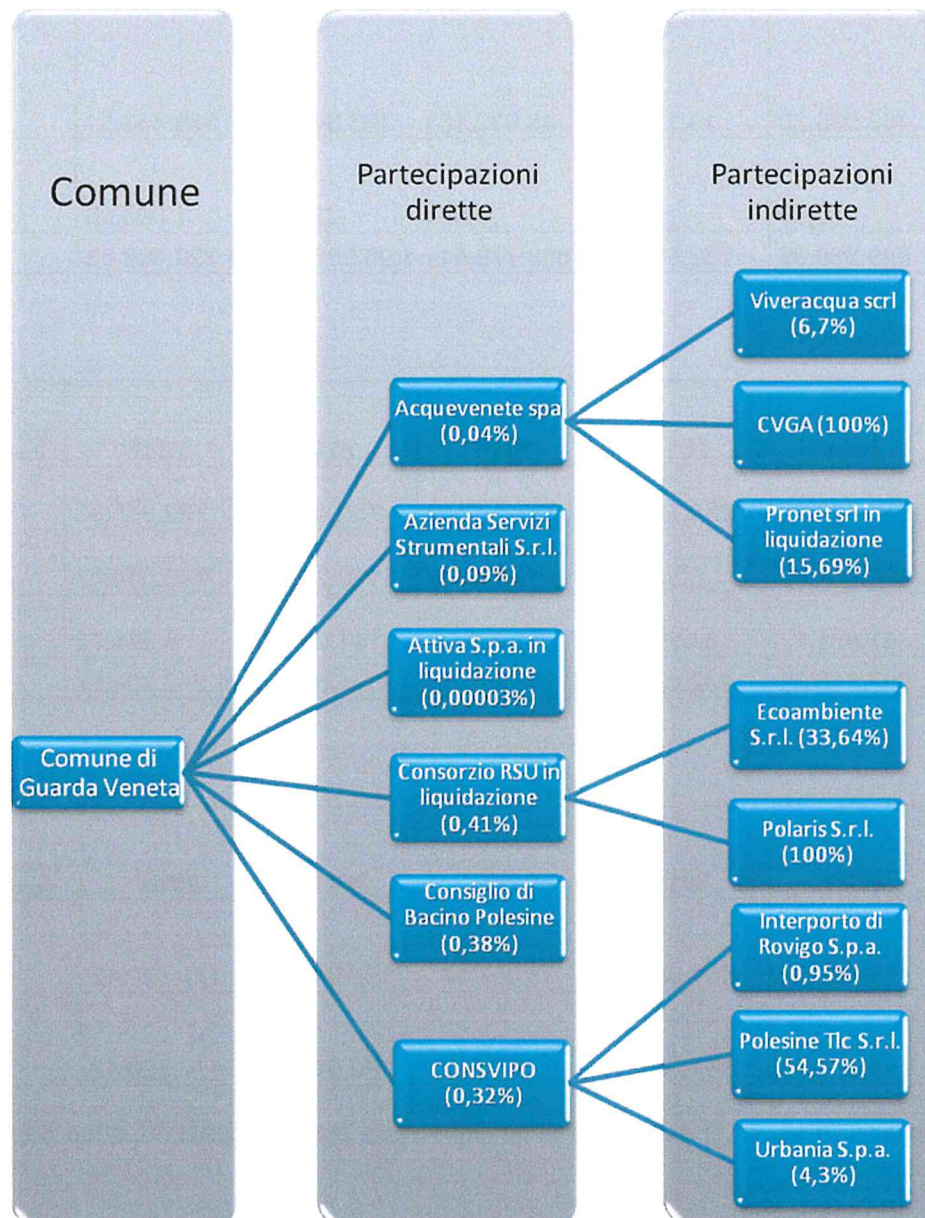 Comune
Partecipazioni
dirette
Partecipazioni
indirette
Comune di
Guarda Veneta
Acquevenete spa
(0,04%)
Azienda Servizi
Strumentali S.r.l.
(0,09%)
Attiva S.p.a. in
liquidazione
(0,00003%)
Consorzio RSU in
liquidazione
(0,41%)
Consiglio di
Bacino Polesine
(0,38%)
CONSVIPO
(0,32%)
Viveracqua scrl
(6,7%)
CVGA (100%)
Pronet srl in
liquidazione
(15,69%)
Ecoambiente
S.r.l. (33,64%)
Polaris S.r.l.
(100%)
Interporto di
Rovigo S.p.a.
(0,95%)
Polesine Tlc S.r.l.
(54,57%)
Urbania S.p.a.
(4,3%)